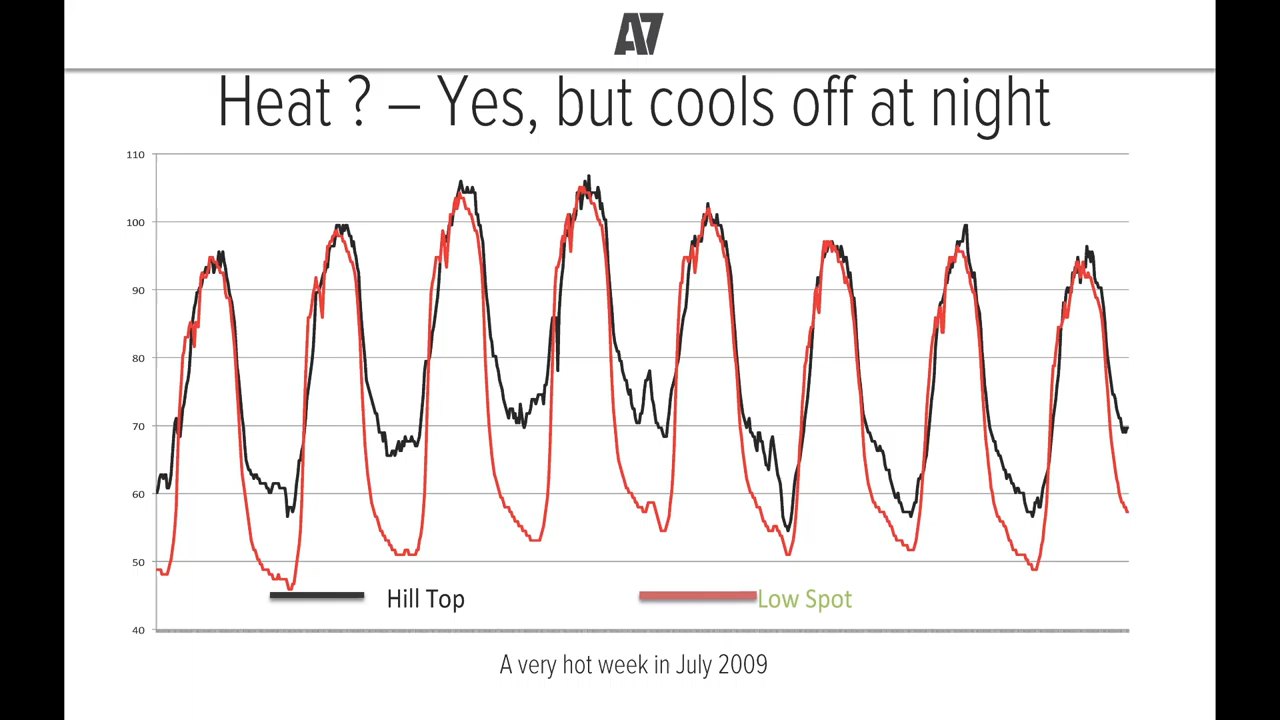 A7
Heat ? – Yes, but cools off at night
110
100
90
80
70
60
50
40
Hill Top
Low Spot
A very hot week in July 2009